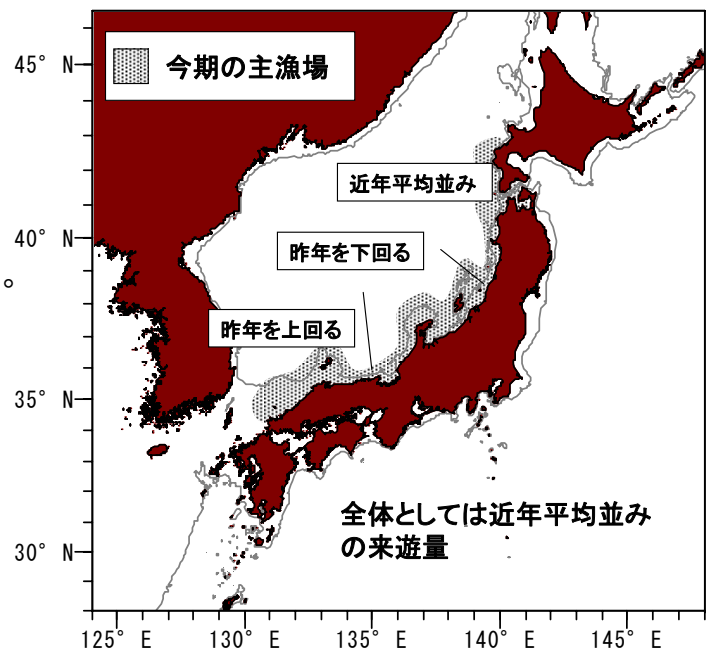 今期の主漁場
近年平均並み
昨年を下回る
昨年を上回る
全体としては近年平均並み
の来遊量
45° N
40° N
°
35° N
30° N
125° E
130° E
135° E
140° E
145° E